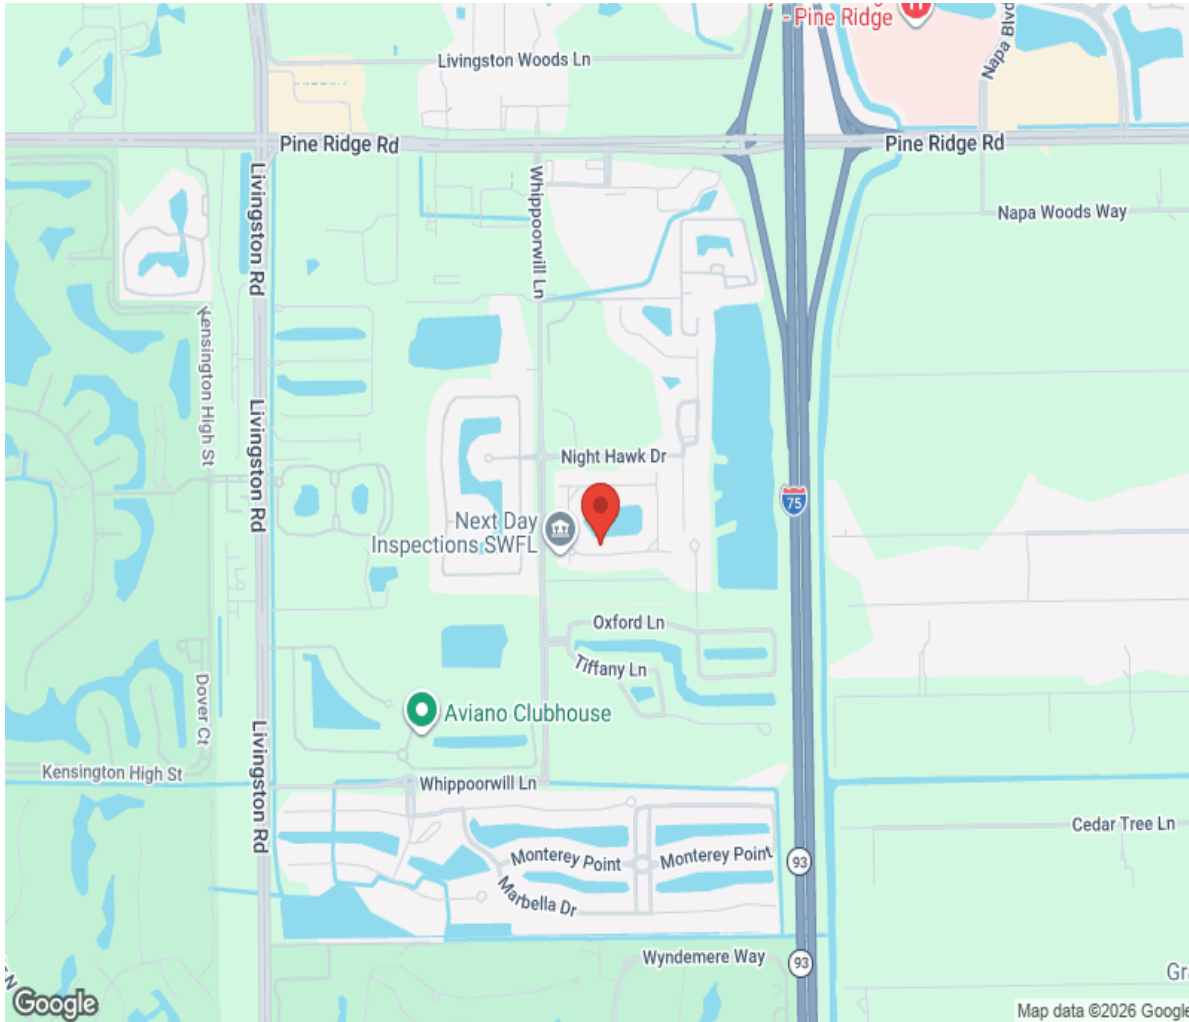 - Pine Ridge
Napa Blvd
Livingston Woods Ln
Pine Ridge Rd
Pine Ridge Rd
Livingston Rd
Whippoorwill Ln
Napa Woods Way
Kensington High St
Livingston Rd
Night Hawk Dr
75
Next Day
Inspections SWFL
Oxford Ln
Tiffany Ln
Dover Ct
Aviano Clubhouse
Livingston Rd
Kensington High St
Whippoorwill Ln
Cedar Tree Ln
Monterey Point
Monterey Point
93
Marbella Dr
Wyndemere Way
93
Google
Map data ©2026 Google